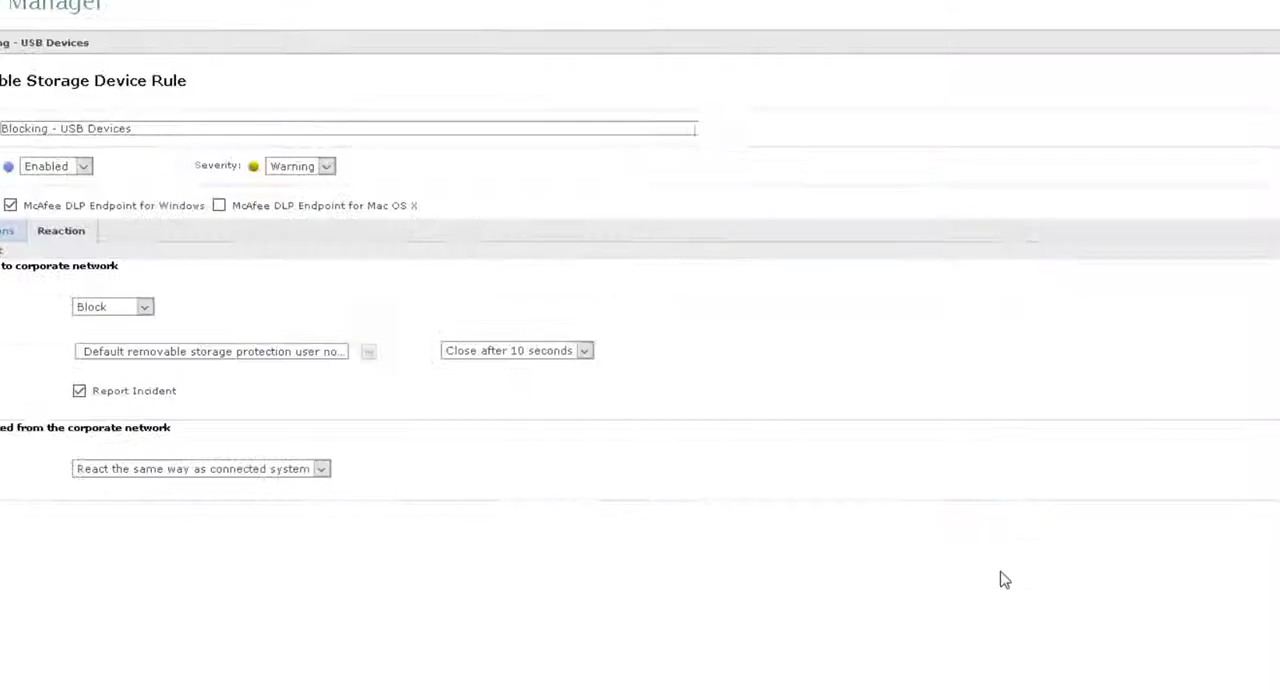 Manager
g - USB Devices
ble Storage Device Rule
Blocking - USB Devices
Enabled Severity: Warning
McAfee DLP Endpoint for Windows McAfee DLP Endpoint for Mac OS X
ons Reaction
to corporate network
Block
Default removable storage protection user no... Close after 10 seconds
Report Incident
ed from the corporate network
React the same way as connected system